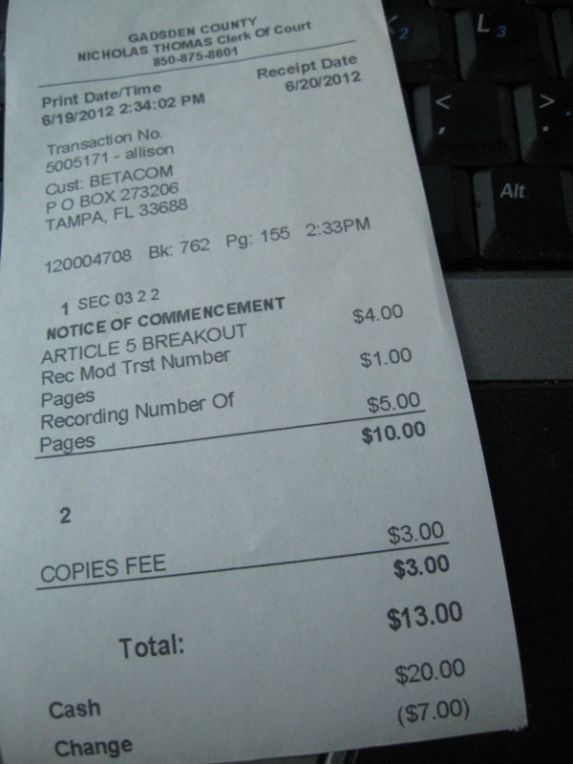 GADSDEN COUNTY
NICHOLAS THOMAS Clerk Of Court
850-875-8601
Print Date/Time
Receipt Date
6/19/2012 2:34:02 PM
6/20/2012
Transaction No.
5005171 - allison
Cust: BETACOM
P O BOX 273206
TAMPA, FL 33688
120004708 Bk: 762 Pg: 155 2:33PM
1 SEC 03 2 2
NOTICE OF COMMENCEMENT
ARTICLE 5 BREAKOUT $4.00
Rec Mod Trst Number
Pages $1.00
Recording Number Of
Pages $5.00
$10.00
2
COPIES FEE $3.00
$3.00
Total: $13.00
Cash $20.00
Change ($7.00)
K 2
L 3
<
,
>
.
Alt